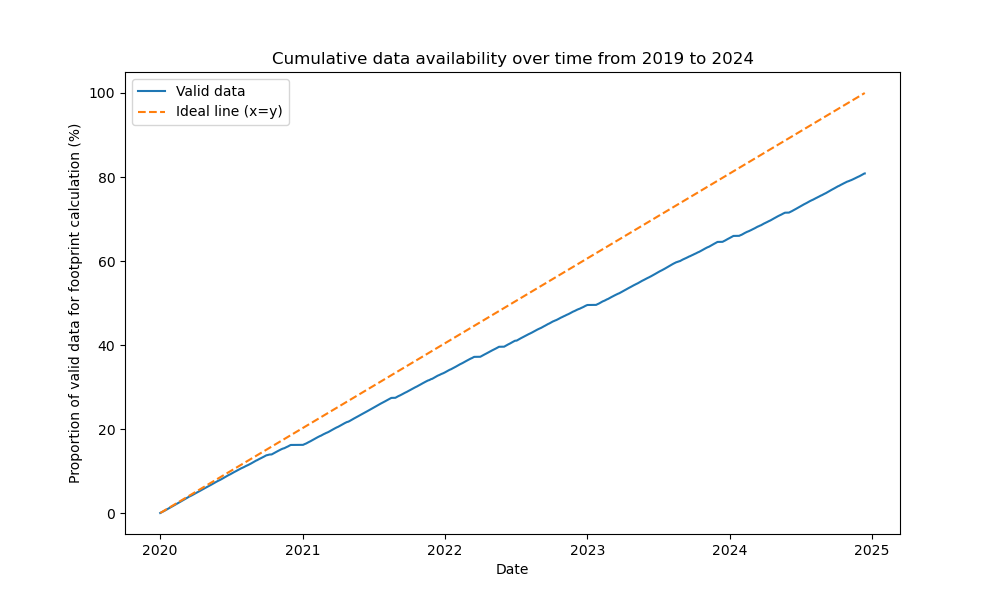 Cumulative data availability over time from 2019 to 2024
Valid data
Ideal line (x=y)
Proportion of valid data for footprint calculation (%)
100
80
60
40
20
0
2020 2021 2022 2023 2024 2025
Date